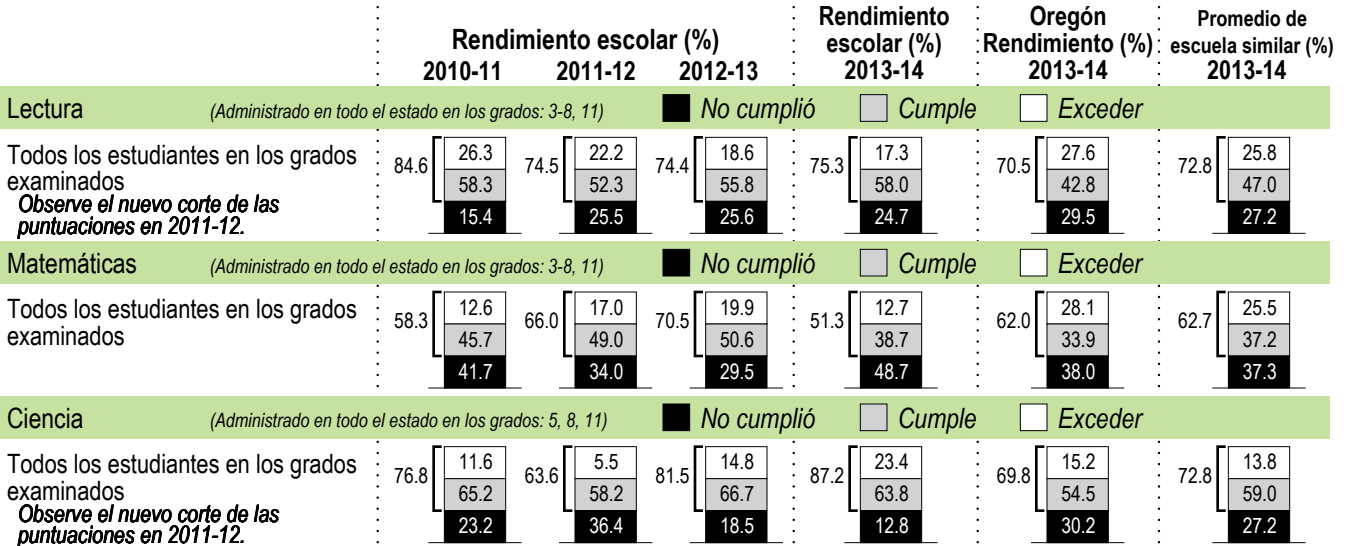 Rendimiento escolar (%)
2010-11 2011-12 2012-13
Rendimiento
escolar (%)
2013-14
Oregón
Rendimiento (%)
2013-14
Promedio de
escuela similar (%)
2013-14
Lectura (Administrado en todo el estado en los grados: 3-8, 11) No cumplió Cumple Exceder
Todos los estudiantes en los grados
examinados
Observe el nuevo corte de las
puntuaciones en 2011-12.
84.6 26.3 58.3 15.4
74.5 22.2 52.3 25.5
74.4 18.6 55.8 25.6
75.3 17.3 58.0 24.7
70.5 27.6 42.8 29.5
72.8 25.8 47.0 27.2
Matemáticas (Administrado en todo el estado en los grados: 3-8, 11) No cumplió Cumple Exceder
Todos los estudiantes en los grados
examinados
58.3 12.6 45.7 41.7
66.0 17.0 49.0 34.0
70.5 19.9 50.6 29.5
51.3 12.7 38.7 48.7
62.0 28.1 33.9 38.0
62.7 25.5 37.2 37.3
Ciencia (Administrado en todo el estado en los grados: 5, 8, 11) No cumplió Cumple Exceder
Todos los estudiantes en los grados
examinados
Observe el nuevo corte de las
puntuaciones en 2011-12.
76.8 11.6 65.2 23.2
63.6 5.5 58.2 36.4
81.5 14.8 66.7 18.5
87.2 23.4 63.8 12.8
69.8 15.2 54.5 30.2
72.8 13.8 59.0 27.2